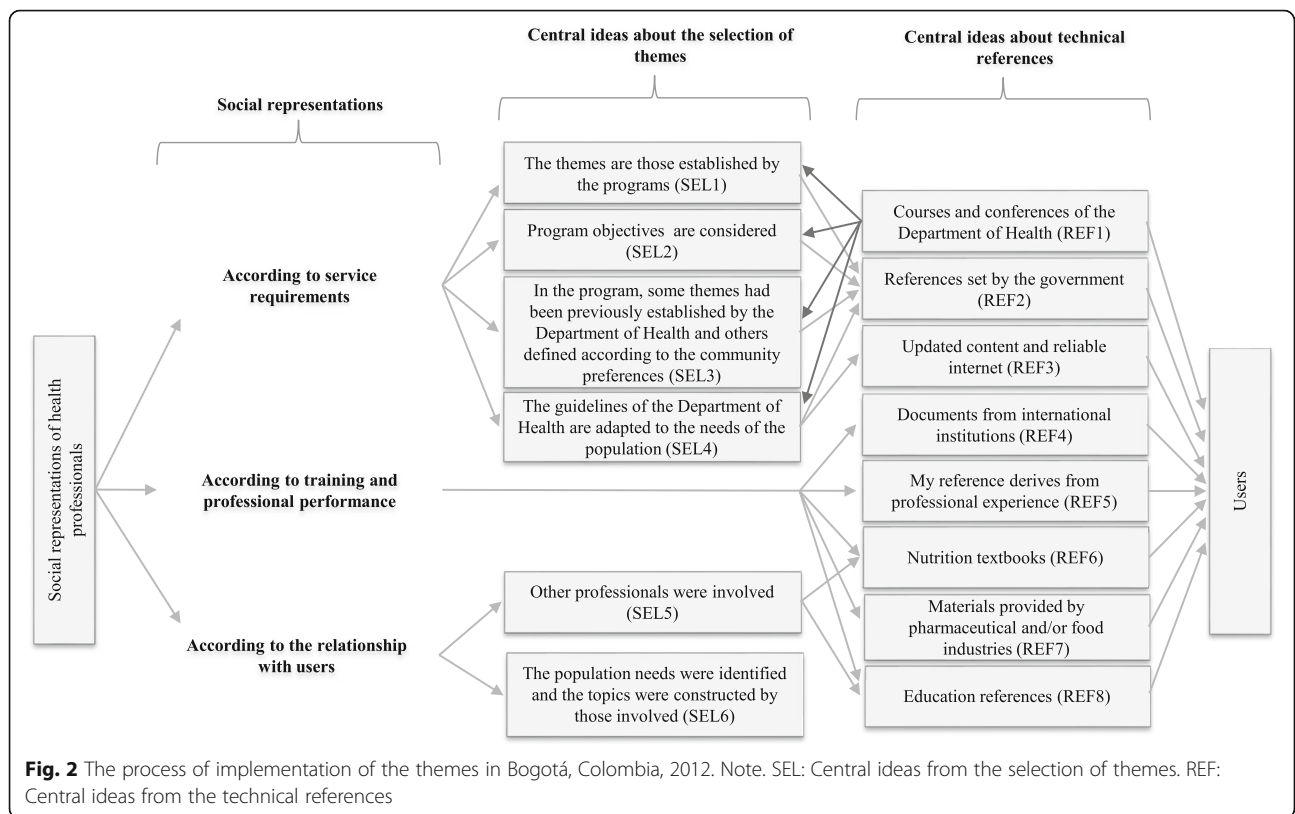 Central ideas about the selection of
themes
Central ideas about technical
references
Social representations
The themes are those established by
the programs (SEL1)
Program objectives are considered
(SEL2)
In the program, some themes had
been previously established by the
Department of Health and others
defined according to the community
preferences (SEL3)
The guidelines of the Department of
Health are adapted to the needs of the
population (SEL4)
Other professionals were involved
(SEL5)
The population needs were identified
and the topics were constructed by
those involved (SEL6)
According to service
requirements
According to training and
professional performance
According to the relationship
with users
Social representations of health
professionals
Courses and conferences of the
Department of Health (REF1)
References set by the government
(REF2)
Updated content and reliable
internet (REF3)
Documents from international
institutions (REF4)
My reference derives from
professional experience (REF5)
Nutrition textbooks (REF6)
Materials provided by
pharmaceutical and/or food
industries (REF7)
Education references (REF8)
Users
Fig. 2 The process of implementation of the themes in Bogotá, Colombia, 2012. Note. SEL: Central ideas from the selection of themes. REF:
Central ideas from the technical references